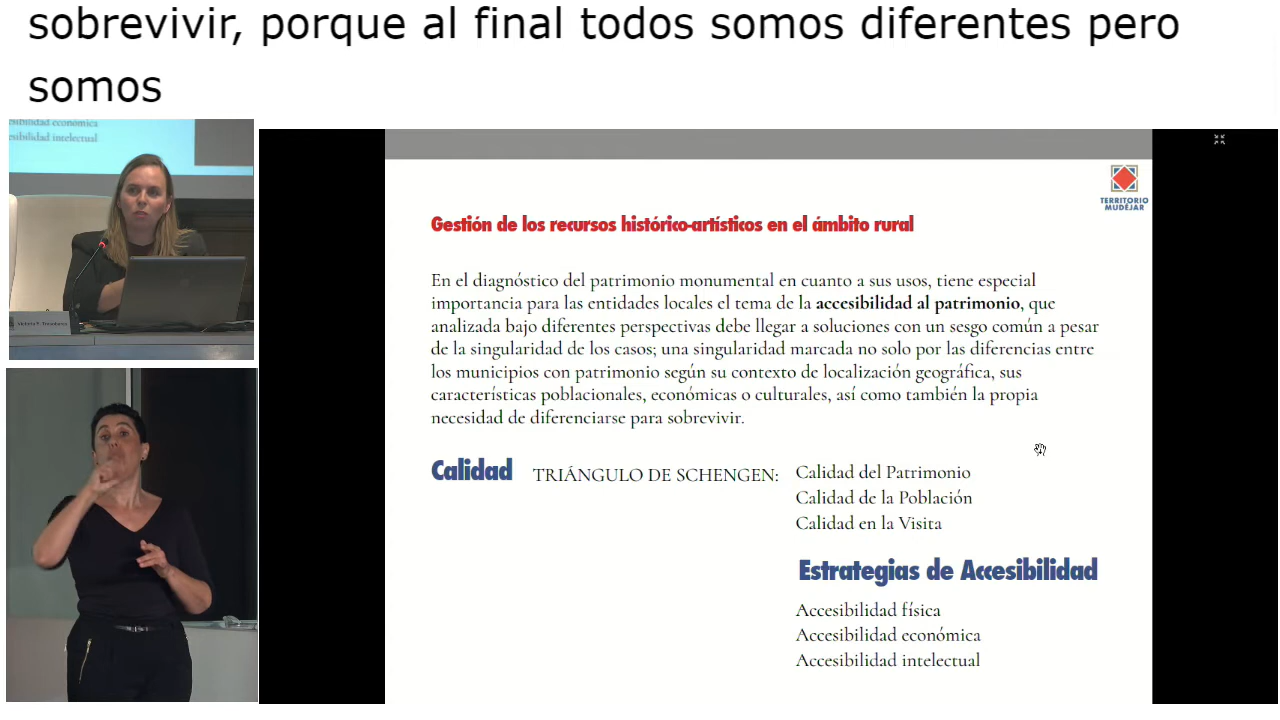 sobrevivir, porque al final todos somos diferentes pero
somos
esibilidad económica
esibilidad intelectual
TERRITORIO
MUDÉJAR
Gestión de los recursos histórico-artísticos en el ámbito rural
En el diagnóstico del patrimonio monumental en cuanto a sus usos, tiene especial
importancia para las entidades locales el tema de la accesibilidad al patrimonio, que
analizada bajo diferentes perspectivas debe llegar a soluciones con un sesgo común a pesar
de la singularidad de los casos; una singularidad marcada no solo por las diferencias entre
los municipios con patrimonio según su contexto de localización geográfica, sus
características poblacionales, económicas o culturales, así como también la propia
necesidad de diferenciarse para sobrevivir.
Calidad TRIÁNGULO DE SCHENGEN: Calidad del Patrimonio
Calidad de la Población
Calidad en la Visita
Estrategias de Accesibilidad
Accesibilidad física
Accesibilidad económica
Accesibilidad intelectual